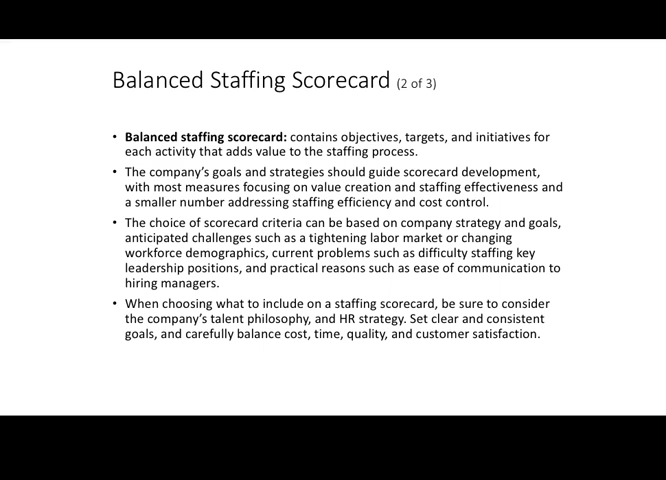 Balanced Staffing Scorecard (2 of 3)
• Balanced staffing scorecard: contains objectives, targets, and initiatives for
each activity that adds value to the staffing process.
• The company's goals and strategies should guide scorecard development,
with most measures focusing on value creation and staffing effectiveness and
a smaller number addressing staffing efficiency and cost control.
• The choice of scorecard criteria can be based on company strategy and goals,
anticipated challenges such as a tightening labor market or changing
workforce demographics, current problems such as difficulty staffing key
leadership positions, and practical reasons such as ease of communication to
hiring managers.
• When choosing what to include on a staffing scorecard, be sure to consider
the company's talent philosophy, and HR strategy. Set clear and consistent
goals, and carefully balance cost, time, quality, and customer satisfaction.